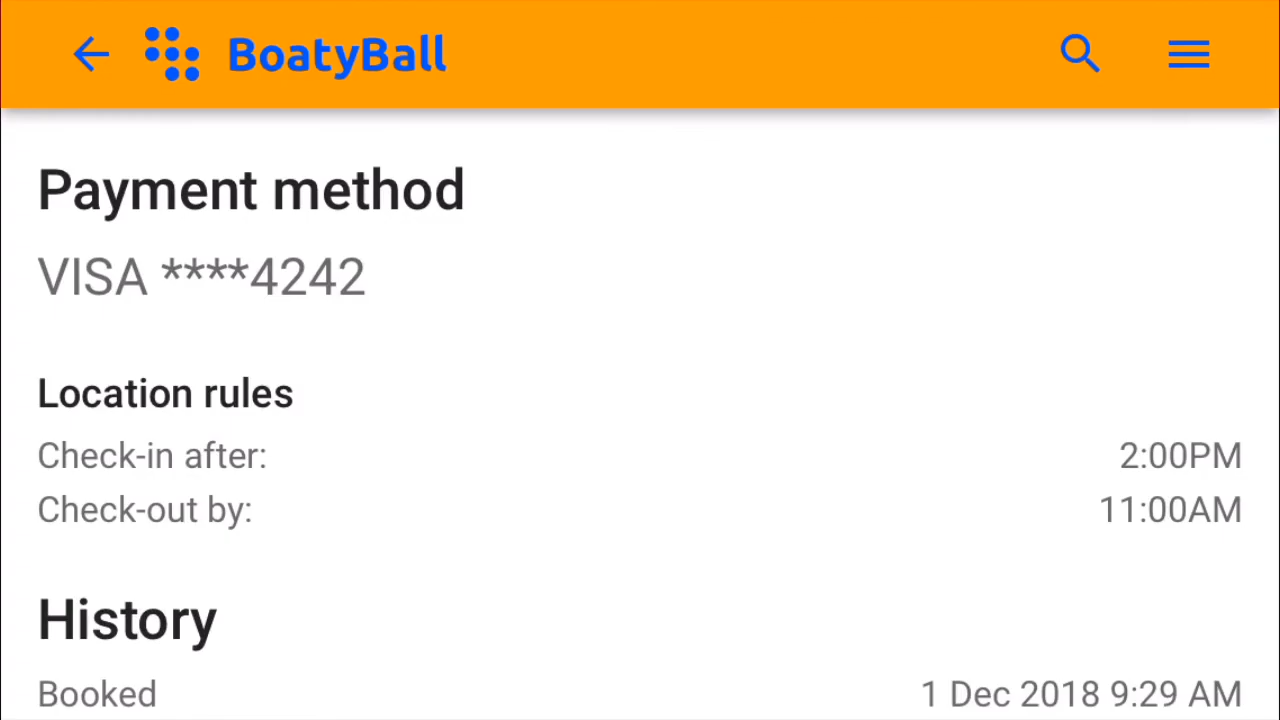 BoatyBall
Payment method
VISA ****4242
Location rules
Check-in after: 2:00PM
Check-out by: 11:00AM
History
Booked 1 Dec 2018 9:29 AM